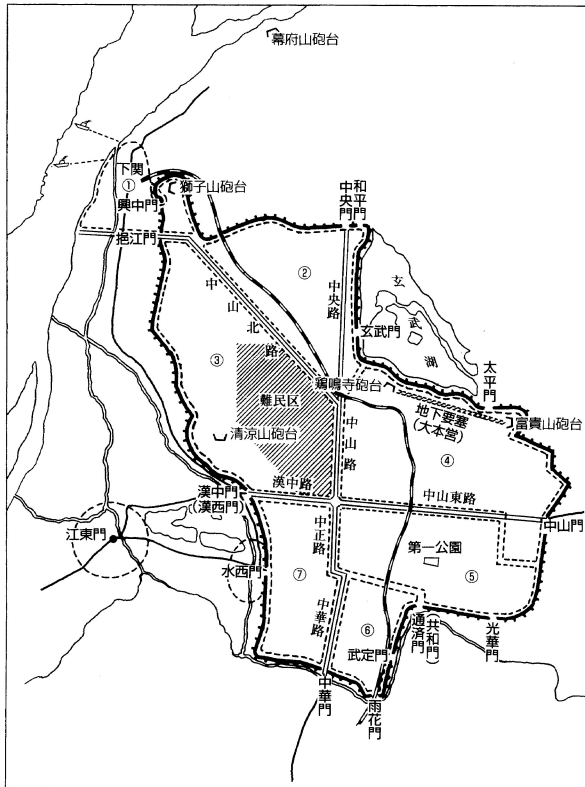 幕府山砲台
下関
①
獅子山砲台
興中門
挹江門
和平門
中央門
②
中山北路
中央路
玄武湖
玄武門
太平門
③
難民区
鶏鳴寺砲台
地下要塞
(大本営)
富貴山砲台
清涼山砲台
中山路
④
漢中路
漢中門
(漢西門)
中山東路
中山門
江東門
水西門
中正路
第一公園
⑤
⑦
中華路
⑥
武定門
通済門
(共和門)
光華門
中華門
雨花門